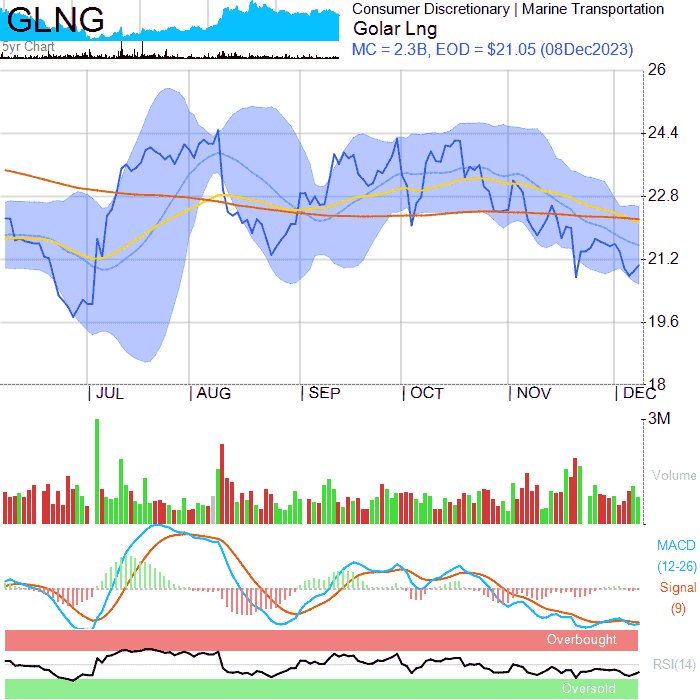 GLNG
5yr Chart
Consumer Discretionary | Marine Transportation
Golar Lng
MC = 2.3B, EOD = $21.05 (08Dec2023)
26
24.4
22.8
21.2
19.6
18
JUL
AUG
SEP
OCT
NOV
DEC
3M
Volume
MACD
(12-26)
Signal
(9)
Overbought
RSI(14)
Oversold